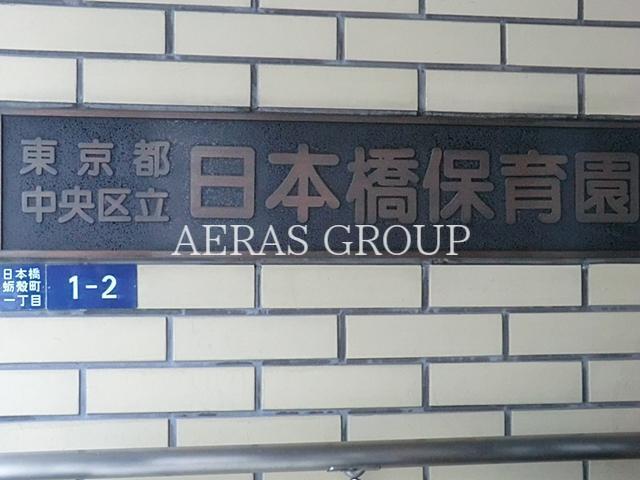 東京都
中央区立
日本橋保育園
AERAS GROUP
日本橋
蛎殻町
一丁目
1-2